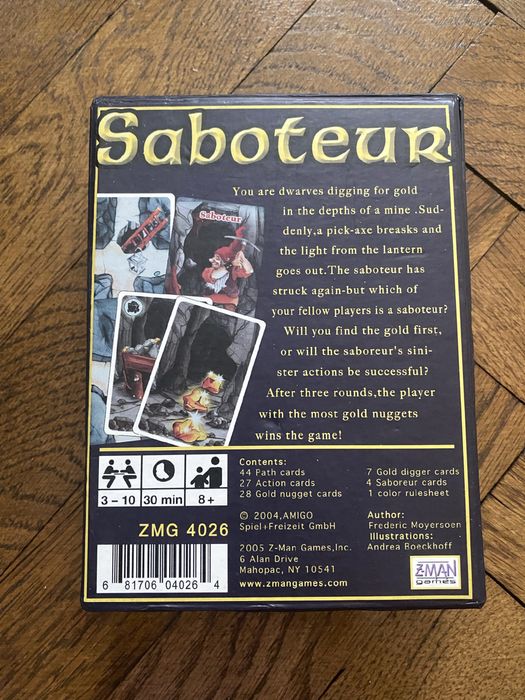 Saboteur
You are dwarves digging for gold
in the depths of a mine .Sud-
denly,a pick-axe breasks and
the light from the lantern
goes out.The saboteur has
struck again-but which of
your fellow players is a saboteur?
Will you find the gold first,
or will the saboreur's sini-
ster actions be successful?
After three rounds,the player
with the most gold nuggets
wins the game!
Saboteur
3 – 10
30 min
8+
ZMG 4026
6 81706 04026 4
Contents:
44 Path cards
27 Action cards
28 Gold nugget cards
7 Gold digger cards
4 Saboreur cards
1 color rulesheet
© 2004,AMIGO
Spiel+Freizeit GmbH
2005 Z-Man Games,Inc.
6 Alan Drive
Mahopac, NY 10541
www.zmangames.com
Author:
Frederic Moyersoen
Illustrations:
Andrea Boeckhoff
Z-MAN
games